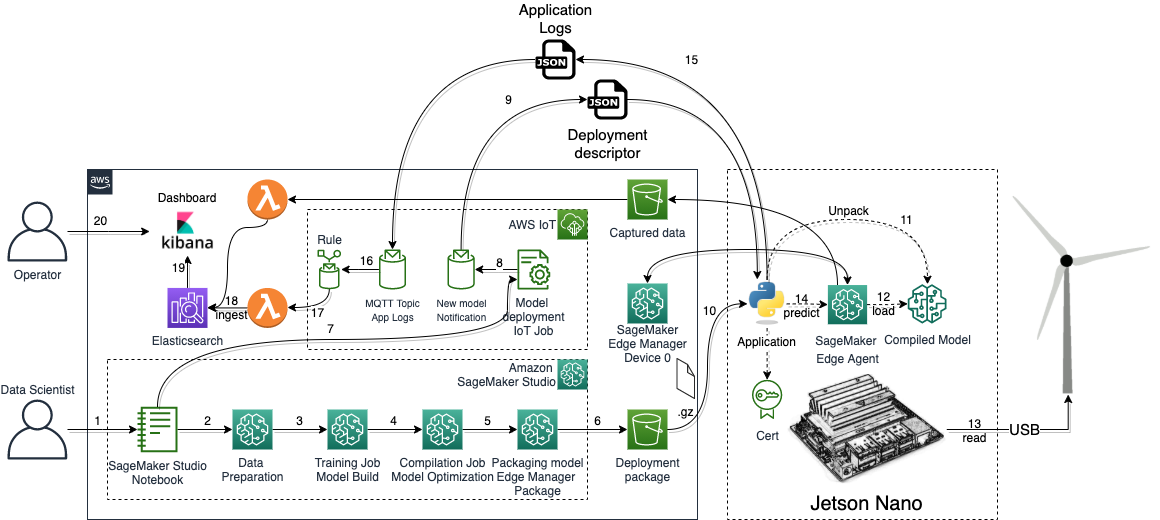 Application
Logs
JSON
15
9
JSON
Deployment
descriptor
aws
Dashboard
kibana
20
Operator
19
Elasticsearch
18
ingest
17
Rule
16
MQTT Topic
App Logs
8
New model
Notification
AWS IoT
Model
deployment
IoT Job
7
Captured data
SageMaker
Edge Manager
Device 0
.gz
10
Unpack
11
14
predict
12
load
Application
SageMaker
Edge Agent
Compiled Model
Cert
Jetson Nano
13
read
USB
Data Scientist
1
Amazon
SageMaker Studio
SageMaker Studio
Notebook
2
Data
Preparation
3
Training Job
Model Build
4
Compilation Job
Model Optimization
5
Packaging model
Edge Manager
Package
6
Deployment
package